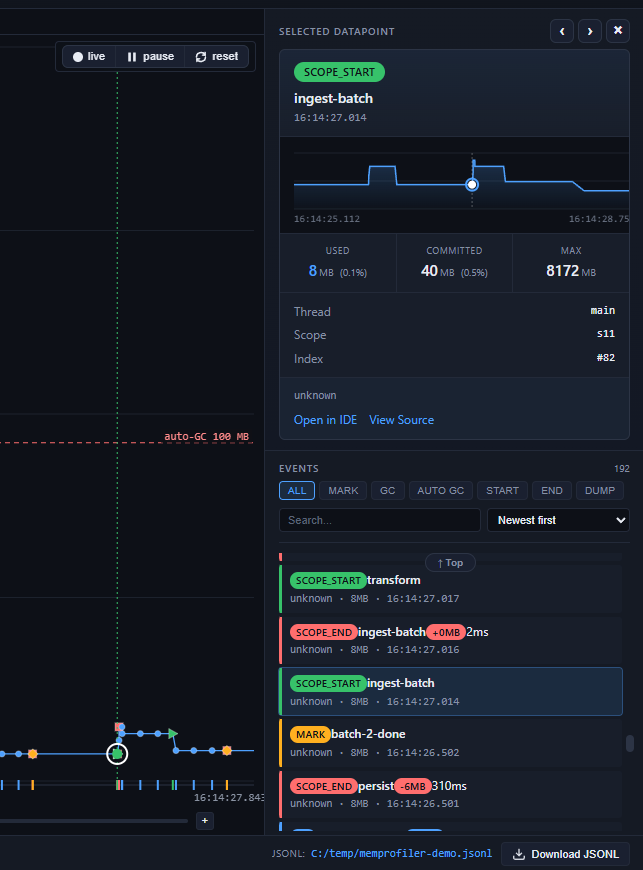 live pause reset
auto-GC 100 MB
16:14:27.843
+
SELECTED DATAPOINT
SCOPE_START
ingest-batch
16:14:27.014
16:14:25.112 16:14:28.75
USED COMMITTED MAX
8 MB (0.1%) 40 MB (0.5%) 8172 MB
Thread main
Scope s11
Index #82
unknown
Open in IDE View Source
EVENTS 192
ALL MARK GC AUTO GC START END DUMP
Search... Newest first
↑ Top
SCOPE_START transform
unknown · 8MB · 16:14:27.017
SCOPE_END ingest-batch +0MB 2ms
unknown · 8MB · 16:14:27.016
SCOPE_START ingest-batch
unknown · 8MB · 16:14:27.014
MARK batch-2-done
unknown · 8MB · 16:14:26.502
SCOPE_END persist -6MB 310ms
unknown · 8MB · 16:14:26.501
JSONL: C:/temp/memprofiler-demo.jsonl Download JSONL